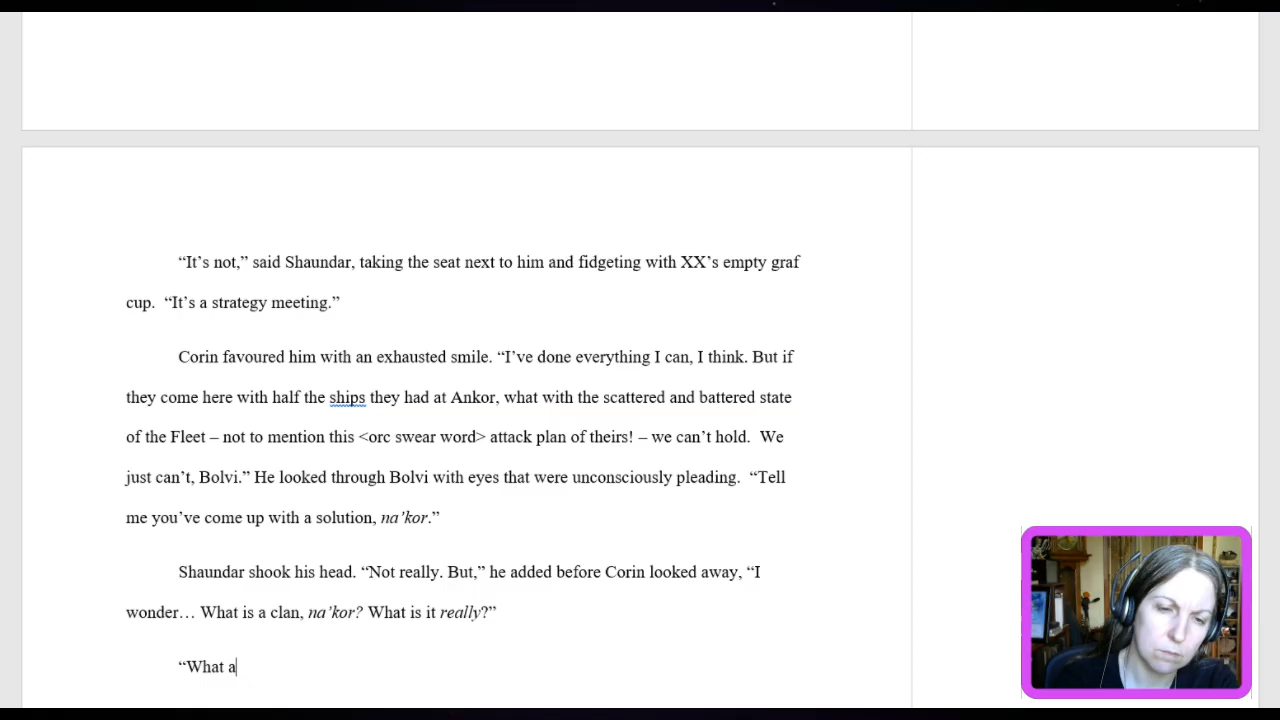 “It’s not,” said Shaundar, taking the seat next to him and fidgeting with XX’s empty graf
cup.  “It’s a strategy meeting.”
Corin favoured him with an exhausted smile. “I’ve done everything I can, I think. But if
they come here with half the ships they had at Ankor, what with the scattered and battered state
of the Fleet – not to mention this <orc swear word> attack plan of theirs! – we can’t hold.  We
just can’t, Bolvi.” He looked through Bolvi with eyes that were unconsciously pleading.  “Tell
me you’ve come up with a solution, na’kor.”
Shaundar shook his head. “Not really. But,” he added before Corin looked away, “I
wonder… What is a clan, na’kor? What is it really?”
“What a